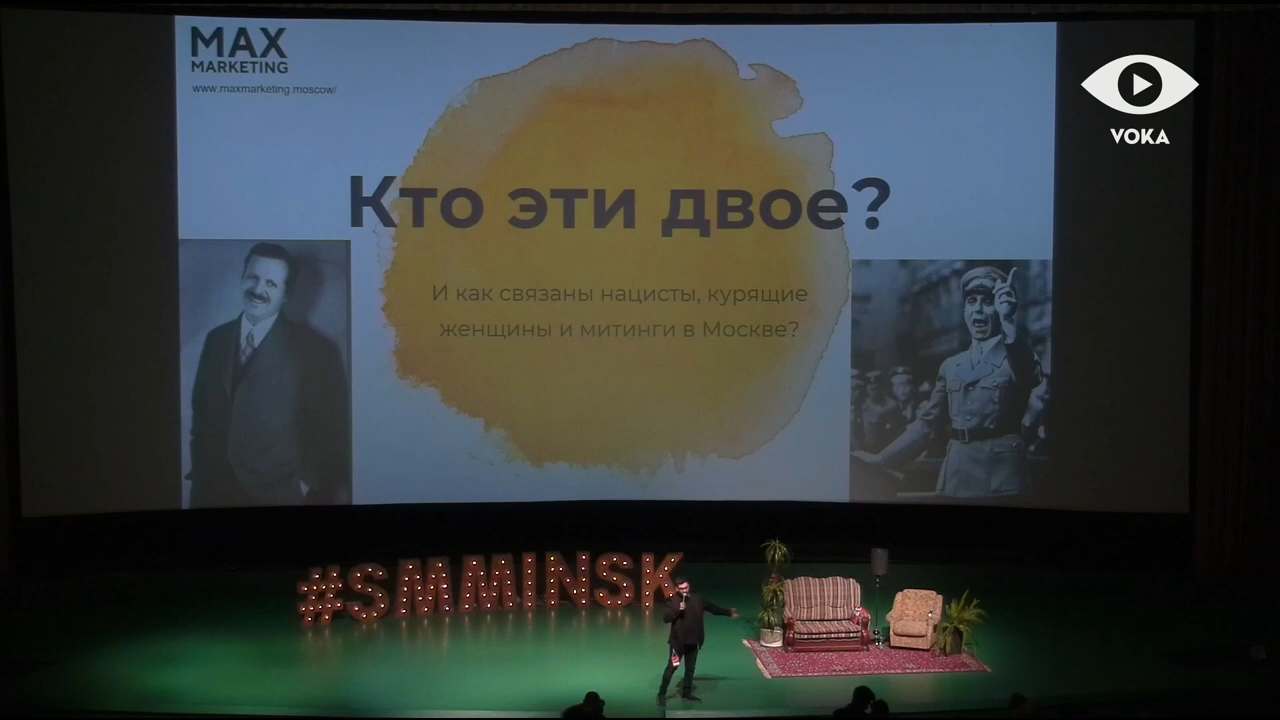 MAX
MARKETING
www.maxmarketing.moscow/
VOKA
Кто эти двое?
И как связаны нацисты, курящие
женщины и митинги в Москве?
#SMMINSK